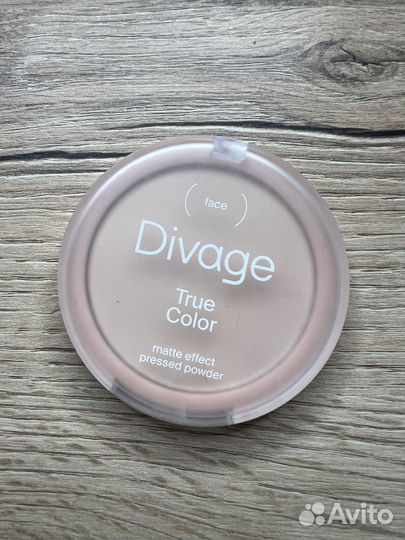 ( face )
Divage
True
Color
matte effect
pressed powder
Avito